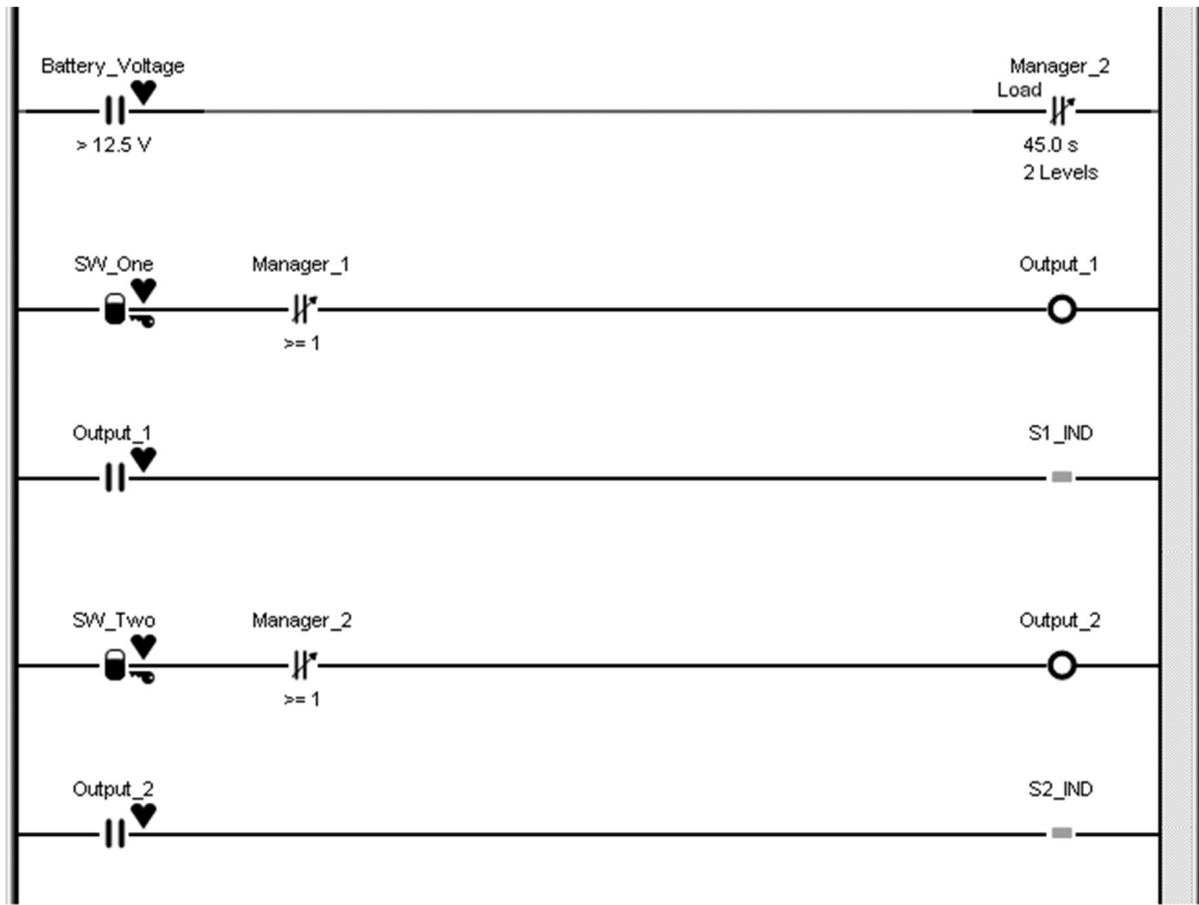 Battery_Voltage
Manager_2
Load
> 12.5 V
45.0 s
2 Levels
SW_One
Manager_1
Output_1
>= 1
Output_1
S1_IND
SW_Two
Manager_2
Output_2
>= 1
Output_2
S2_IND